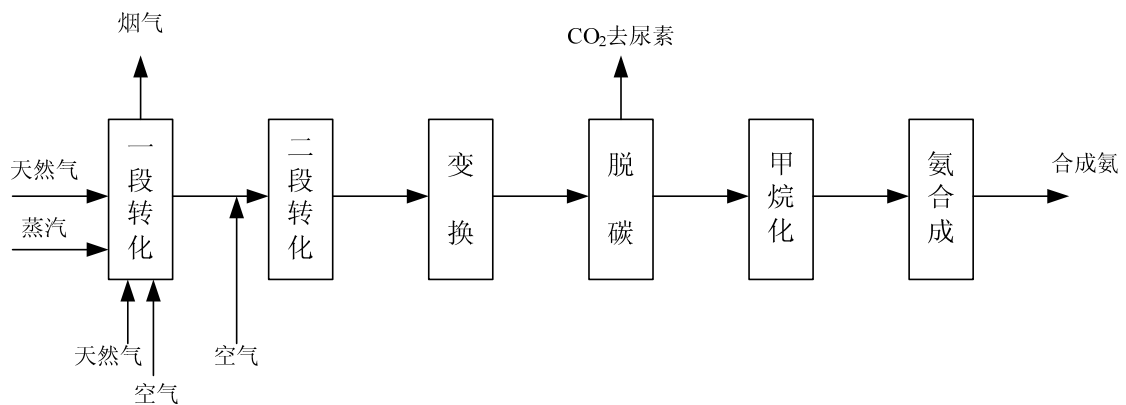 烟气
CO₂去尿素
天然气
蒸汽
一段转化
二段转化
变换
脱碳
甲烷化
氨合成
合成氨
天然气
空气
空气